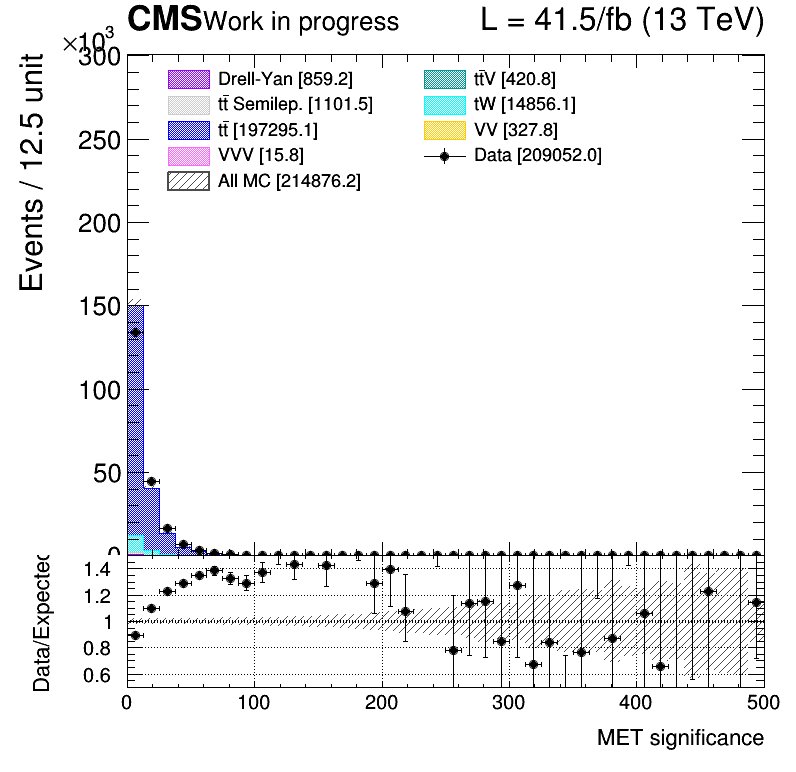 CMS Work in progress L = 41.5/fb (13 TeV)
×10³
Events / 12.5 unit
300
250
200
150
100
50
0
Drell-Yan [859.2]
tt̄ Semilep. [1101.5]
tt̄ [197295.1]
VVV [15.8]
All MC [214876.2]
tt̄V [420.8]
tW [14856.1]
VV [327.8]
Data [209052.0]
Data/Expected
1.4
1.2
1
0.8
0.6
0 100 200 300 400 500
MET significance